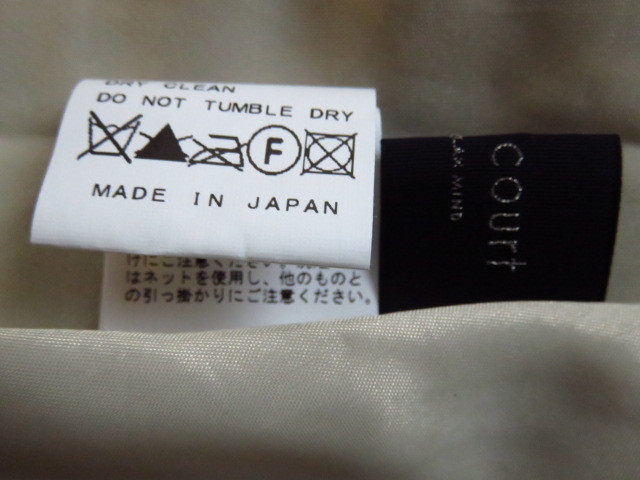 DRY CLEAN
DO NOT TUMBLE DRY
F
MADE IN JAPAN
はネットを使用し、他のものと
の引っ掛かりにご注意ください。
court